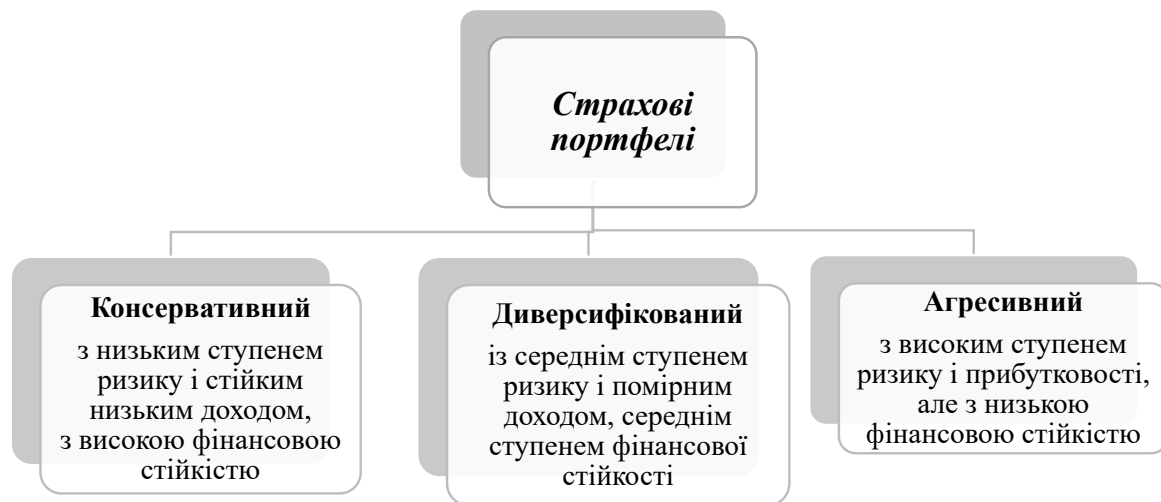 Страхові
портфелі
Консервативний
з низьким ступенем
ризику і стійким
низьким доходом,
з високою фінансовою
стійкістю
Диверсифікований
із середнім ступенем
ризику і помірним
доходом, середнім
ступенем фінансової
стійкості
Агресивний
з високим ступенем
ризику і прибутковості,
але з низькою
фінансовою стійкістю